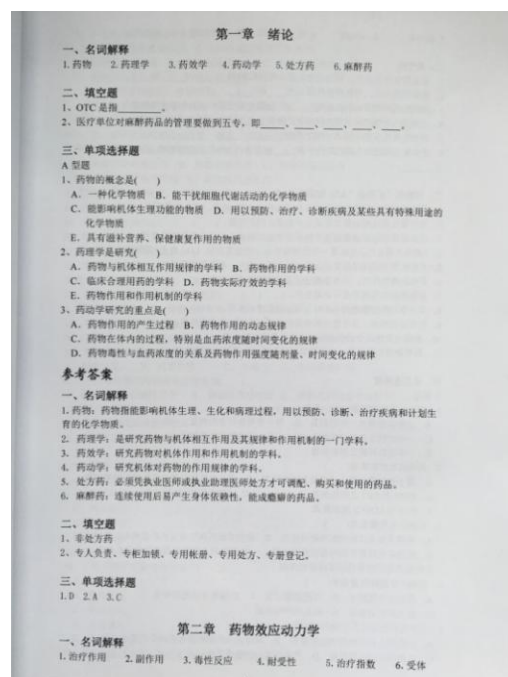 第一章　绪论
一、名词解释
1.药物　2.药理学　3.药效学　4.药动学　5.处方药　6.麻醉药
二、填空题
1、OTC 是指________。
2、医疗单位对麻醉药品的管理要做到五专，即____、____、____、____、____。
三、单项选择题
A 型题
1、药物的概念是(　　)
A．一种化学物质　B．能干扰细胞代谢活动的化学物质
C．能影响机体生理功能的物质　D．用以预防、治疗、诊断疾病及某些具有特殊用途的
化学物质
E．具有滋补营养、保健康复作用的物质
2、药理学是研究(　　)
A．药物与机体相互作用规律的学科　B．药物作用的学科
C．临床合理用药的学科　D．药物实际疗效的学科
E．药物作用和作用机制的学科
3、药动学研究的重点是(　　)
A．药物作用的产生过程　B．药物作用的动态规律
C．药物在体内的过程，特别是血药浓度随时间变化的规律
D．药物毒性与血药浓度的关系及药物作用强度随剂量、时间变化的规律
参考答案
一、名词解释
1.药物：药物指能影响机体生理、生化和病理过程，用以预防、诊断、治疗疾病和计划生
育的化学物质。
2．药理学：是研究药物与机体相互作用及其规律和作用机制的一门学科。
3．药效学：研究药物对机体作用和作用机制的学科。
4．药动学：研究机体对药物的作用规律的学科。
5．处方药：必须凭执业医师或执业助理医师处方才可调配、购买和使用的药品。
6．麻醉药：连续使用后易产生身体依赖性，能成瘾癖的药品。
二、填空题
1、非处方药
2、专人负责、专柜加锁、专用帐册、专用处方、专册登记。
三、单项选择题
1.D　2.A　3.C
第二章　药物效应动力学
一、名词解释
1.治疗作用　2.副作用　3.毒性反应　4.耐受性　5.治疗指数　6.受体